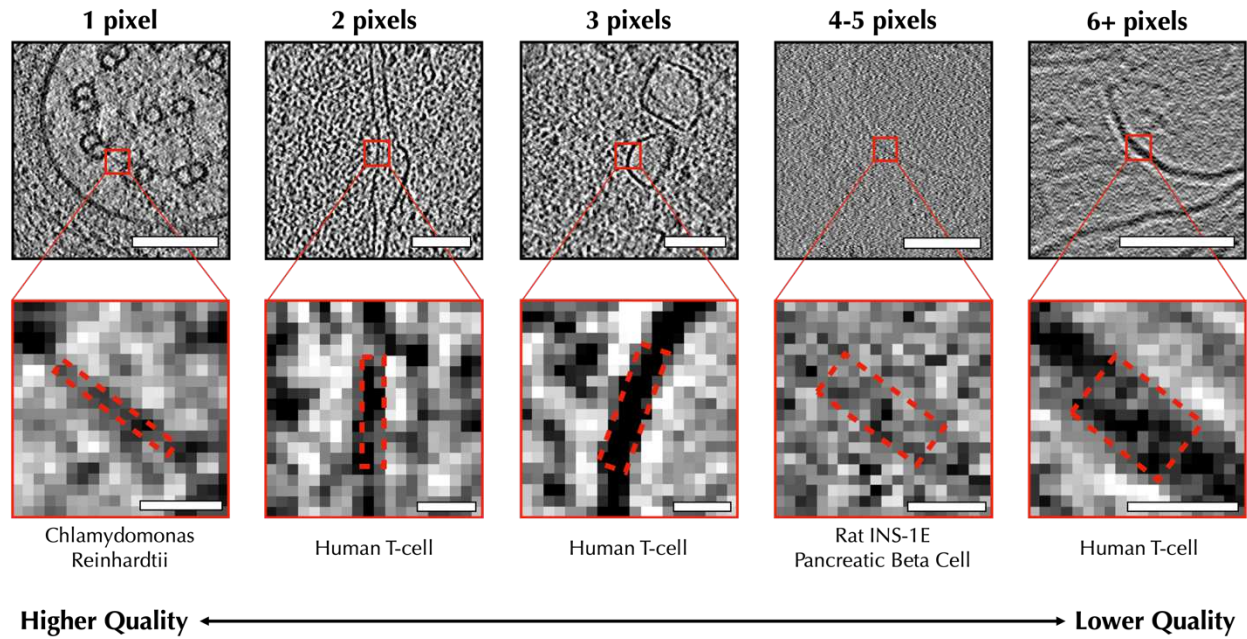 1 pixel
2 pixels
3 pixels
4-5 pixels
6+ pixels
Chlamydomonas
Reinhardtii
Human T-cell
Human T-cell
Rat INS-1E
Pancreatic Beta Cell
Human T-cell
Higher Quality
Lower Quality